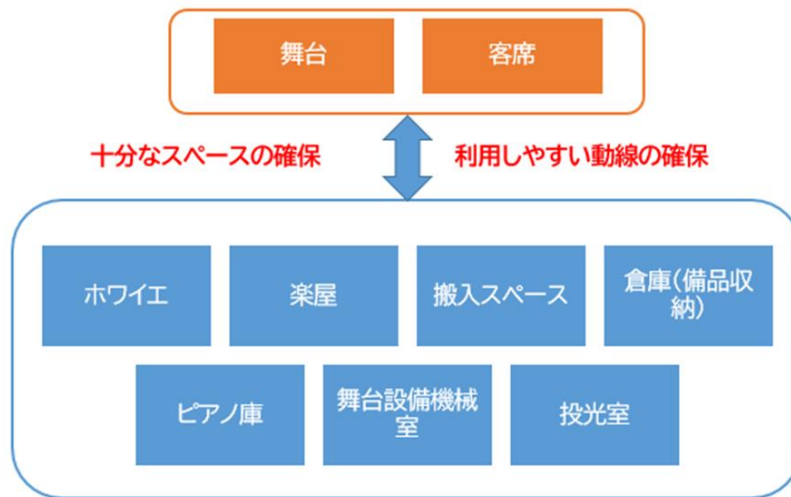 舞台
客席
十分なスペースの確保
利用しやすい動線の確保
ホワイエ
楽屋
搬入スペース
倉庫(備品収
納)
ピアノ庫
舞台設備機械
室
投光室